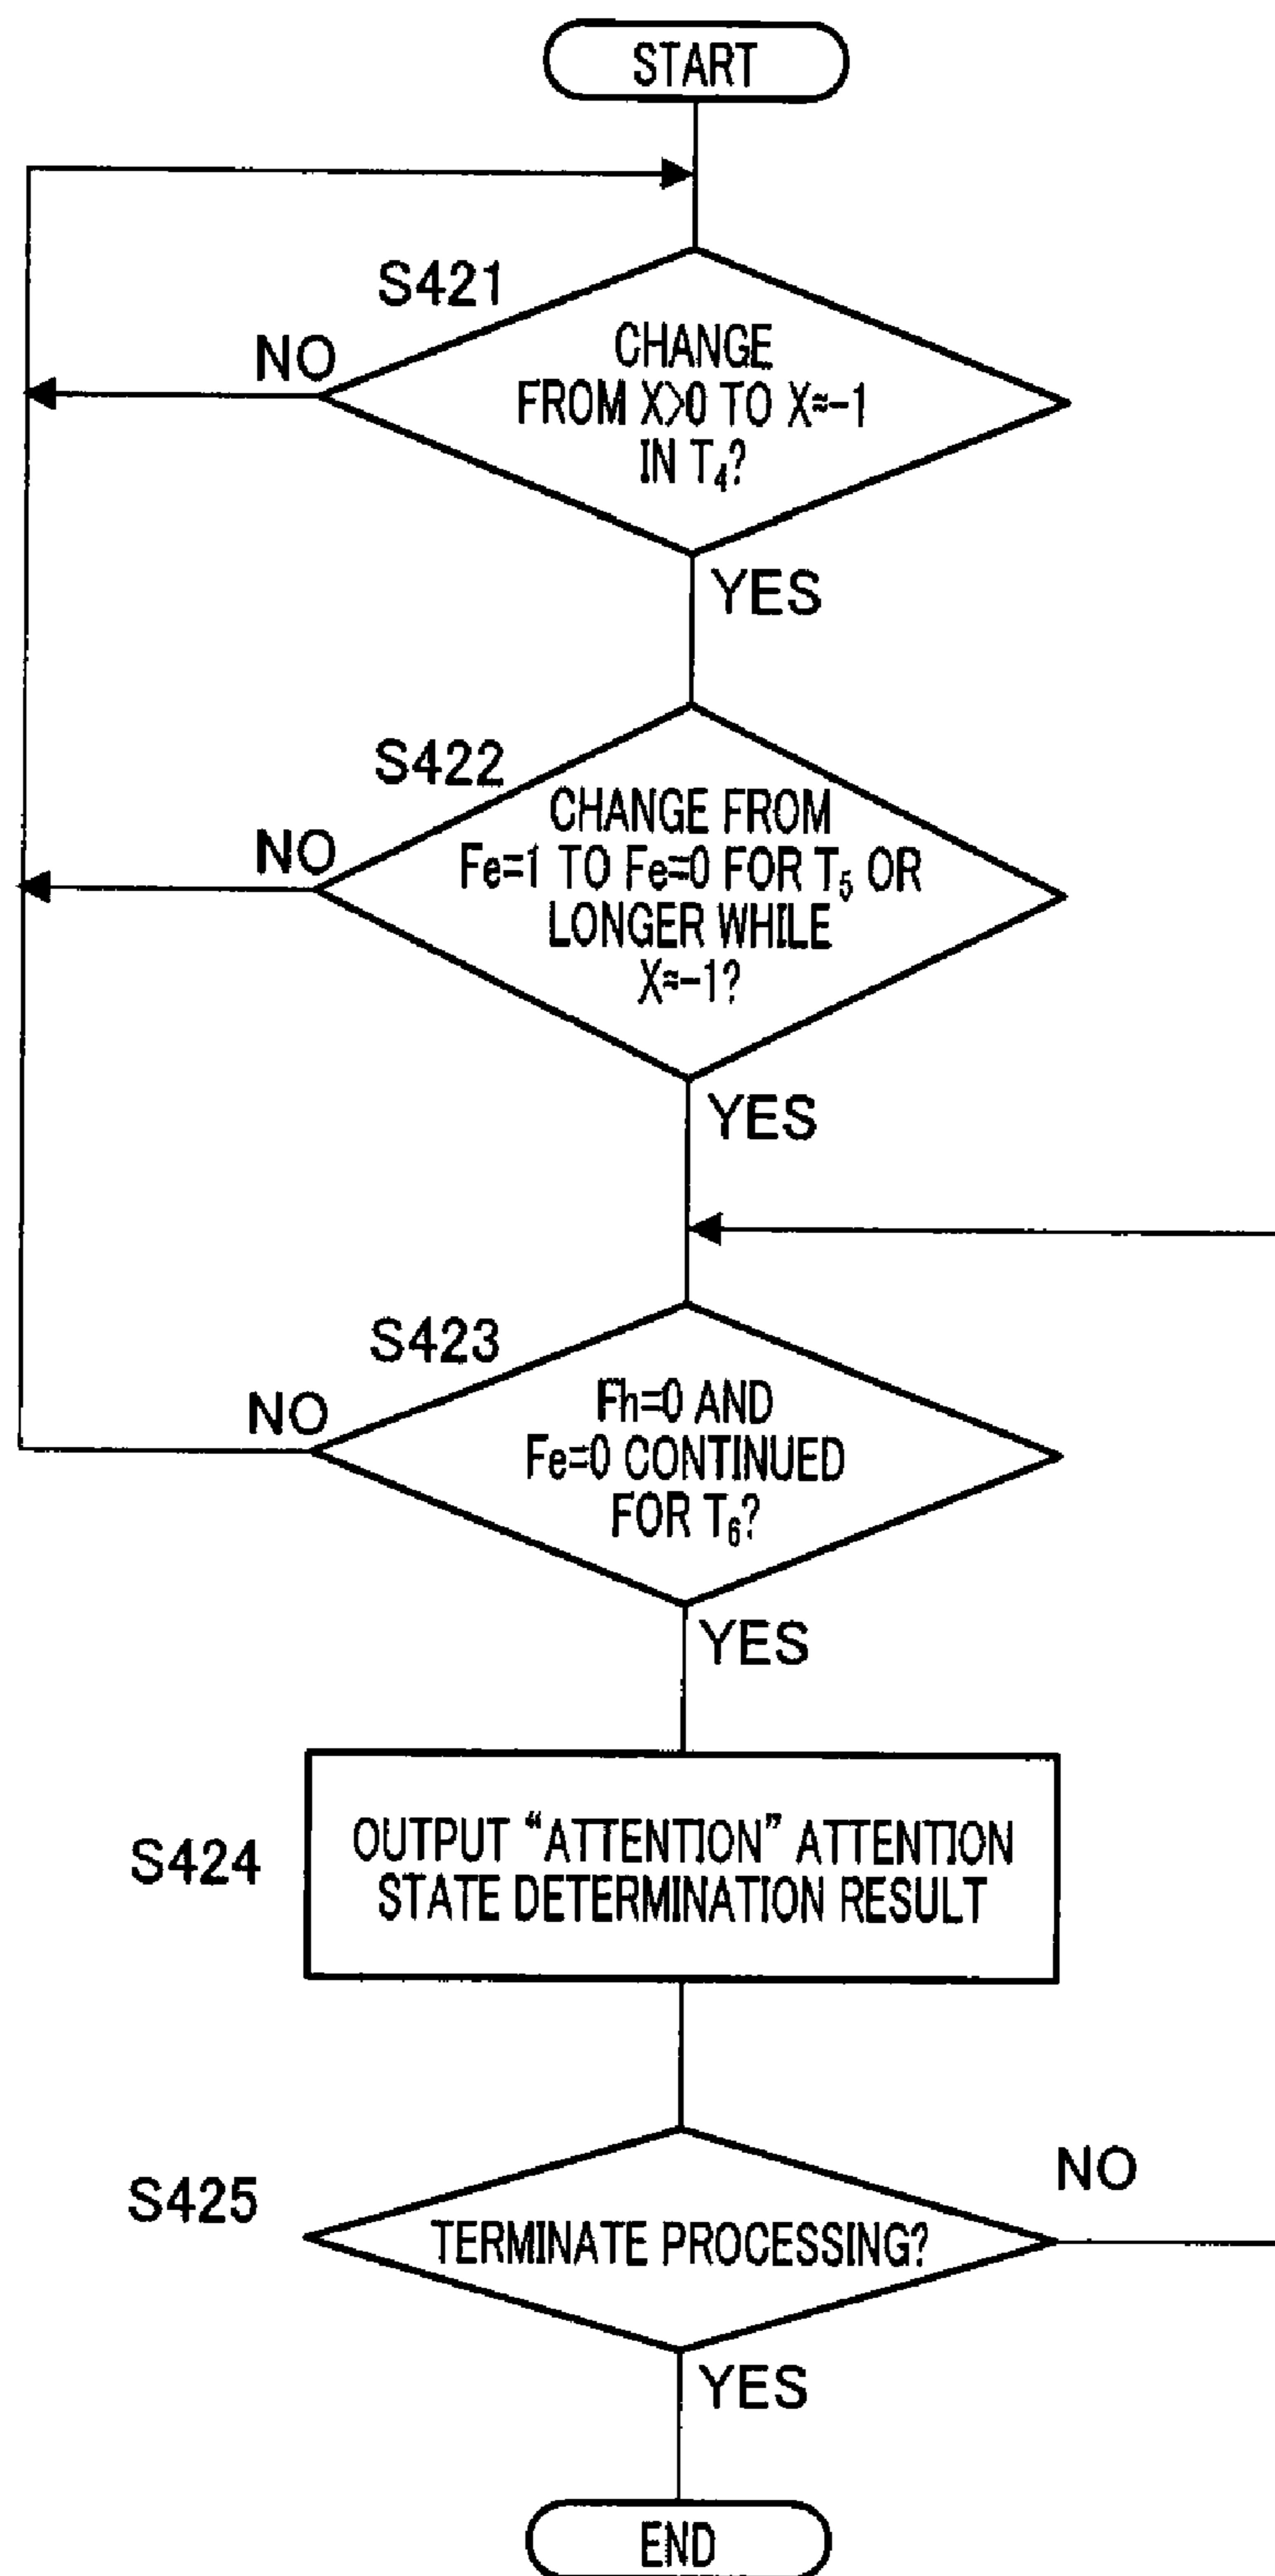 START
S421
NO
CHANGE
FROM X>0 TO X≈-1
IN T₄?
YES
S422
NO
CHANGE FROM
Fe=1 TO Fe=0 FOR T₅ OR
LONGER WHILE
X≈-1?
YES
S423
NO
Fh=0 AND
Fe=0 CONTINUED
FOR T₆?
YES
S424
OUTPUT “ATTENTION” ATTENTION
STATE DETERMINATION RESULT
S425
NO
TERMINATE PROCESSING?
YES
END